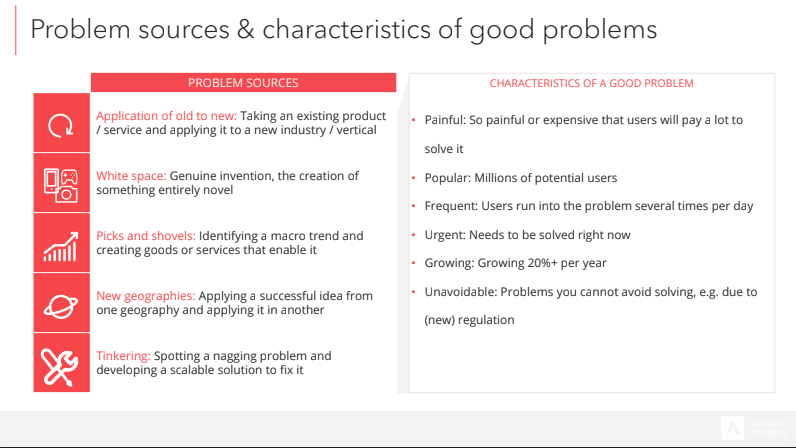 Problem sources & characteristics of good problems
PROBLEM SOURCES
Application of old to new: Taking an existing product
/ service and applying it to a new industry / vertical
White space: Genuine invention, the creation of
something entirely novel
Picks and shovels: Identifying a macro trend and
creating goods or services that enable it
New geographies: Applying a successful idea from
one geography and applying it in another
Tinkering: Spotting a nagging problem and
developing a scalable solution to fix it
CHARACTERISTICS OF A GOOD PROBLEM
• Painful: So painful or expensive that users will pay a lot to
solve it
• Popular: Millions of potential users
• Frequent: Users run into the problem several times per day
• Urgent: Needs to be solved right now
• Growing: Growing 20%+ per year
• Unavoidable: Problems you cannot avoid solving, e.g. due to
(new) regulation
LAUNCH
ACADEMY